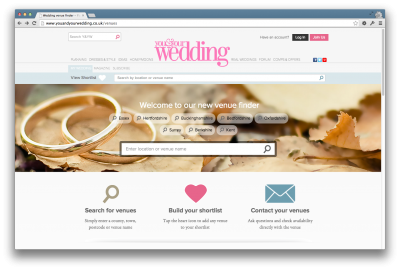 Wedding venue finder
www.youandyourwedding.co.uk/venues/
Have an account?
Log in
Join Us
you&your
wedding
View Shortlist
Search by location or venue name
Welcome to our new venue finder
Essex
Hertfordshire
Buckinghamshire
Bedfordshire
Oxfordshire
Surrey
Berkshire
Kent
Enter location or venue name
Search for venues
Build your shortlist
Contact your venues
Simply enter a county, town,
postcode or venue name
Tap the heart icon to add any venue
to your shortlist
Ask questions and check availability
directly with the venue